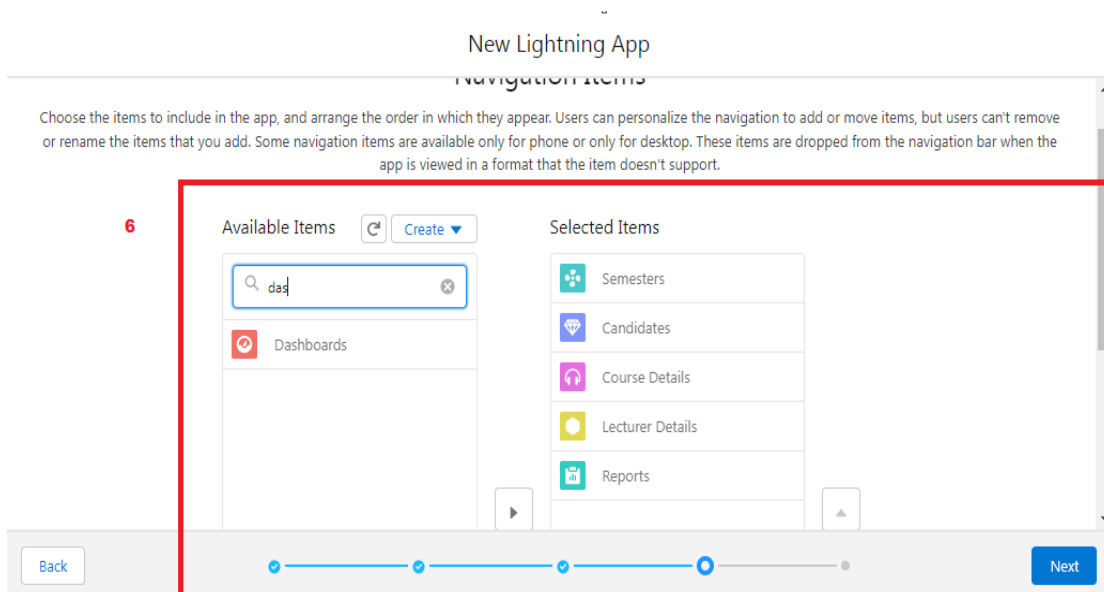 New Lightning App
Navigation Items
Choose the items to include in the app, and arrange the order in which they appear. Users can personalize the navigation to add or move items, but users can't remove
or rename the items that you add. Some navigation items are available only for phone or only for desktop. These items are dropped from the navigation bar when the
app is viewed in a format that the item doesn't support.
6
Available Items
Create
Selected Items
das
Dashboards
Semesters
Candidates
Course Details
Lecturer Details
Reports
Back
Next